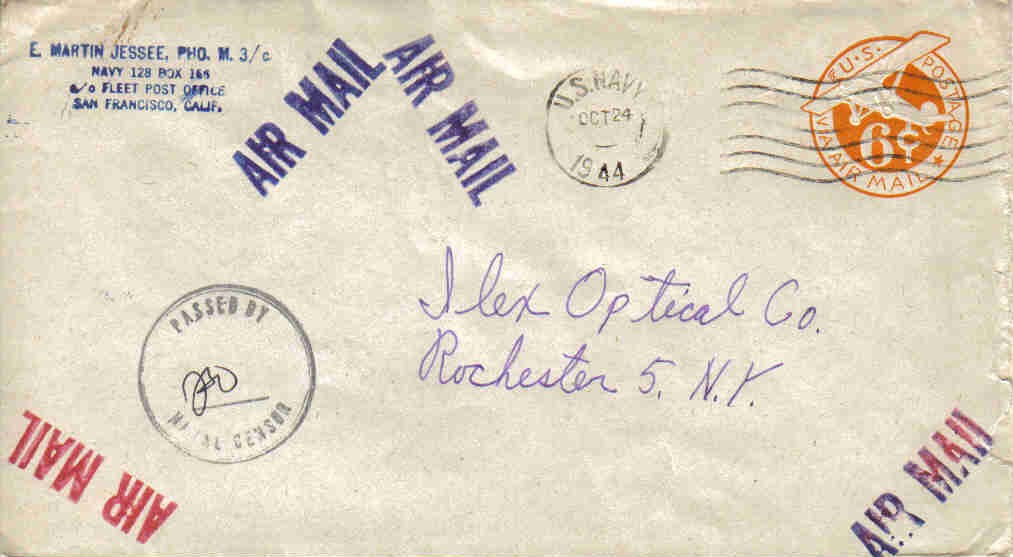 E. MARTIN JESSEE, PHO. M. 3/c
NAVY 128 BOX 166
c/o FLEET POST OFFICE
SAN FRANCISCO, CALIF.
AIR MAIL
AIR MAIL
U.S. NAVY
OCT 24
1944
U.S. POSTAGE
6¢
VIA AIR MAIL
Ilex Optical Co.
Rochester 5, N.Y.
PASSED BY
NAVAL CENSOR
AIR MAIL
AIR MAIL